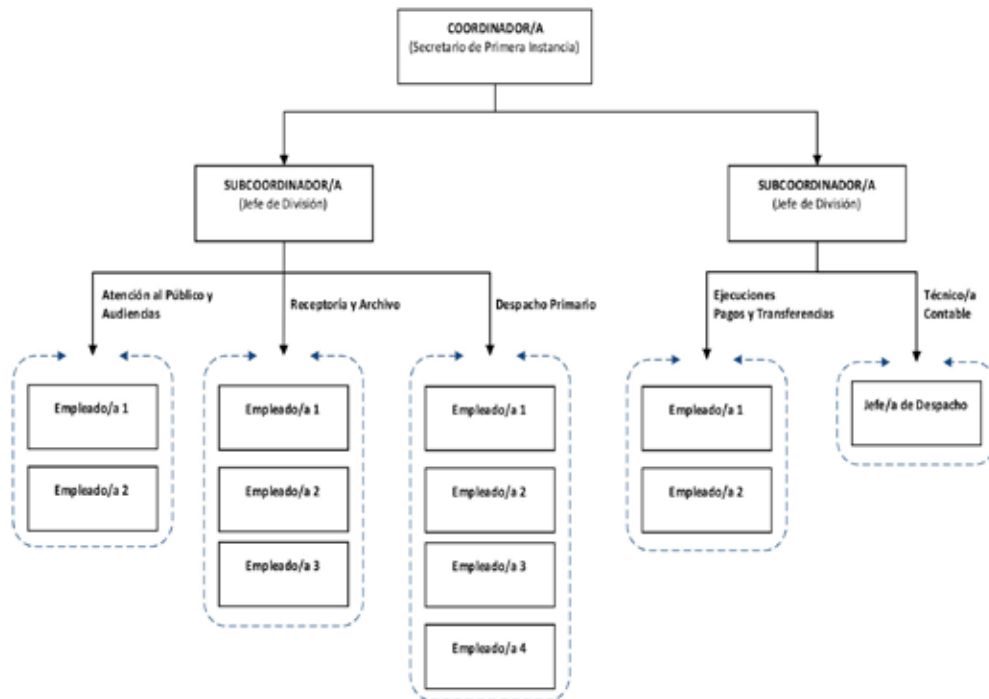 COORDINADOR/A
(Secretario de Primera Instancia)
SUBCOORDINADOR/A
(Jefe de División)
SUBCOORDINADOR/A
(Jefe de División)
Atención al Público y
Audiencias
Receptoría y Archivo
Despacho Primario
Ejecuciones
Pagos y Transferencias
Técnico/a
Contable
Empleado/a 1
Empleado/a 2
Empleado/a 1
Empleado/a 2
Empleado/a 3
Empleado/a 1
Empleado/a 2
Empleado/a 3
Empleado/a 4
Empleado/a 1
Empleado/a 2
Jefe/a de Despacho